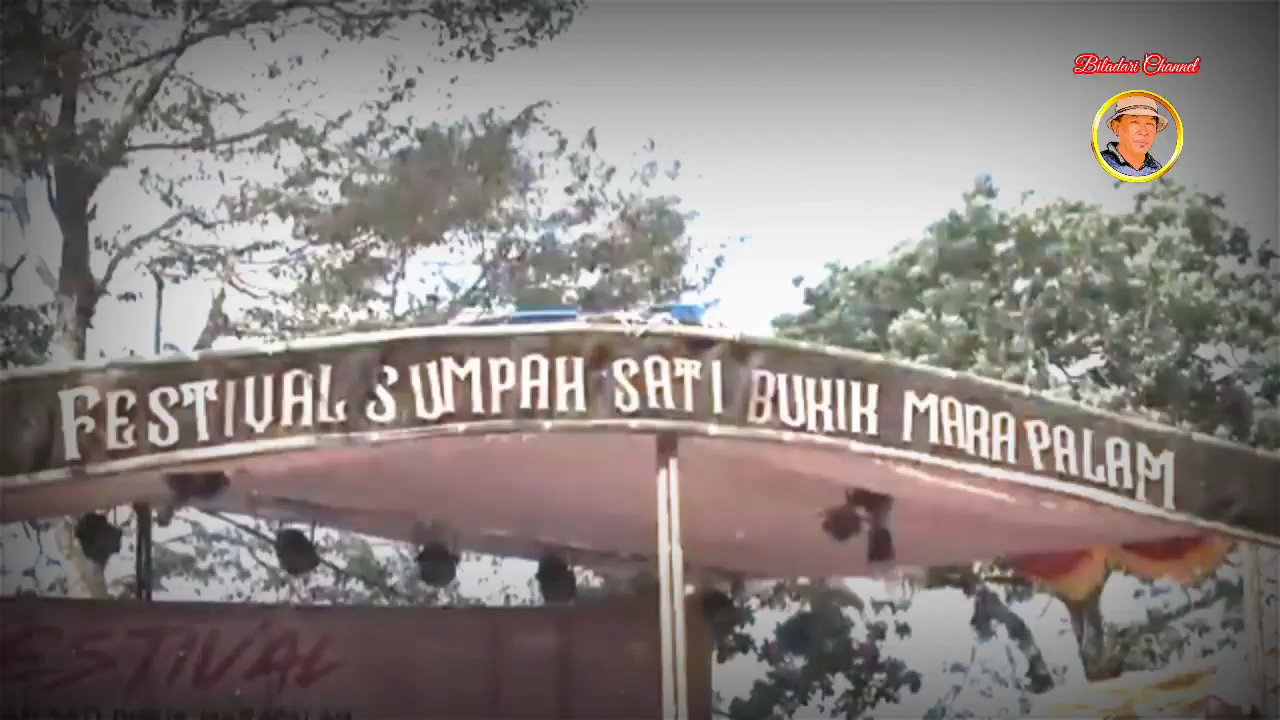 Biladari Channel
FESTIVAL SUMPAH SATI BUKIK MARAPALAM
FESTIVAL